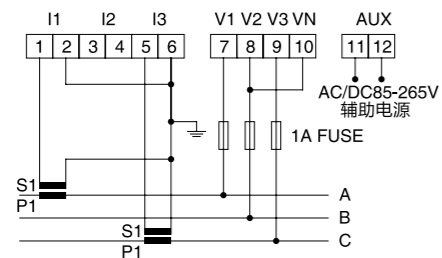 I1 I2 I3 V1 V2 V3 VN AUX
1 2 3 4 5 6 7 8 9 10 11 12
AC/DC85-265V
辅助电源
1A FUSE
S1
A
P1
B
S1
C
P1